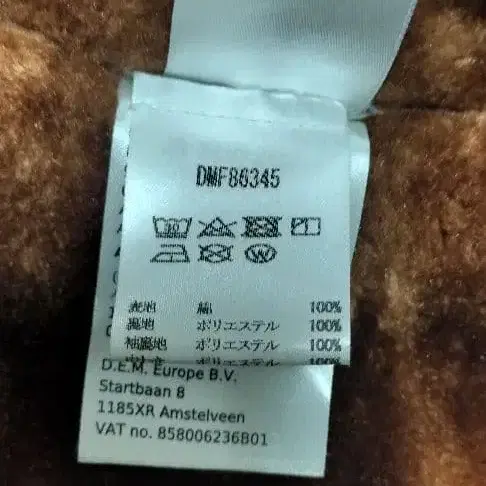 DMF86345
表地 綿 100%
裏地 ポリエステル 100%
袖裏地 ポリエステル 100%
D.E.M. Europe B.V.
Startbaan 8
1185XR Amstelveen
VAT no. 858006236B01